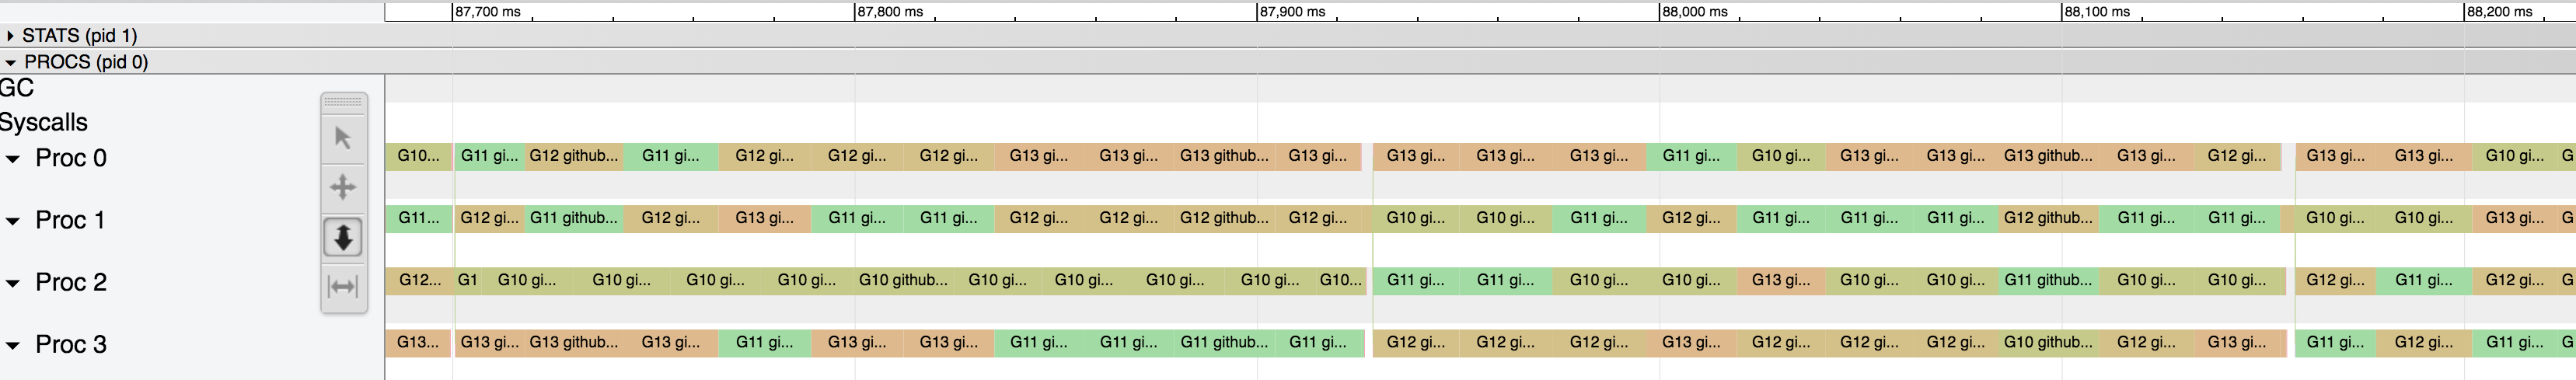 87,700 ms 87,800 ms 87,900 ms 88,000 ms 88,100 ms 88,200 ms
STATS (pid 1)
PROCS (pid 0)
GC
Syscalls
Proc 0 G10... G11 gi... G12 github... G11 gi... G12 gi... G12 gi... G12 gi... G13 gi... G13 gi... G13 github... G13 gi... G13 gi... G13 gi... G13 gi... G11 gi... G10 gi... G13 gi... G13 gi... G13 github... G13 gi... G12 gi... G13 gi... G13 gi... G10 gi... G
Proc 1 G11... G12 gi... G11 github... G12 gi... G13 gi... G11 gi... G11 gi... G12 gi... G12 gi... G12 github... G12 gi... G10 gi... G10 gi... G11 gi... G12 gi... G11 gi... G11 gi... G11 gi... G12 github... G11 gi... G11 gi... G10 gi... G10 gi... G13 gi... G
Proc 2 G12... G1 G10 gi... G10 gi... G10 gi... G10 gi... G10 github... G10 gi... G10 gi... G10 gi... G10 gi... G10... G11 gi... G11 gi... G10 gi... G10 gi... G13 gi... G10 gi... G10 gi... G11 github... G10 gi... G10 gi... G12 gi... G11 gi... G12 gi... G
Proc 3 G13... G13 gi... G13 github... G13 gi... G11 gi... G13 gi... G13 gi... G11 gi... G11 gi... G11 github... G11 gi... G12 gi... G12 gi... G12 gi... G13 gi... G12 gi... G12 gi... G12 gi... G10 github... G12 gi... G13 gi... G11 gi... G12 gi... G11 gi... G